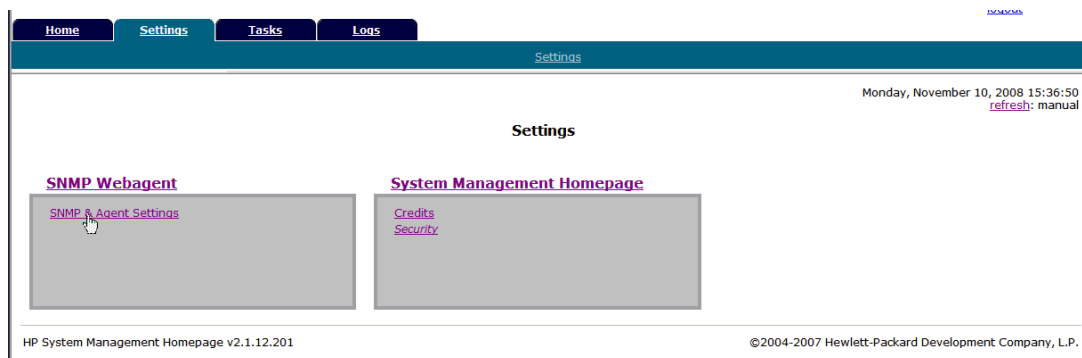 logout
Home Settings Tasks Logs
Settings
Monday, November 10, 2008 15:36:50
refresh: manual
Settings
SNMP Webagent
System Management Homepage
SNMP & Agent Settings
Credits
Security
HP System Management Homepage v2.1.12.201
©2004-2007 Hewlett-Packard Development Company, L.P.